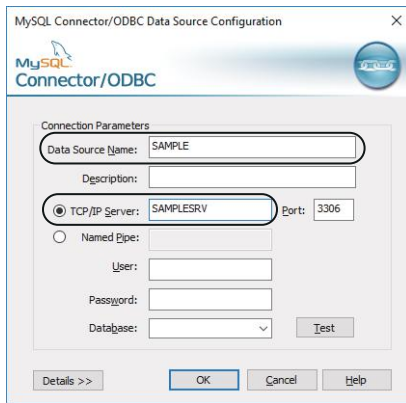 MySQL Connector/ODBC Data Source Configuration
MySQL
Connector/ODBC
Connection Parameters
Data Source Name: SAMPLE
Description:
TCP/IP Server: SAMPLESRV Port: 3306
Named Pipe:
User:
Password:
Database: Test
Details >> OK Cancel Help